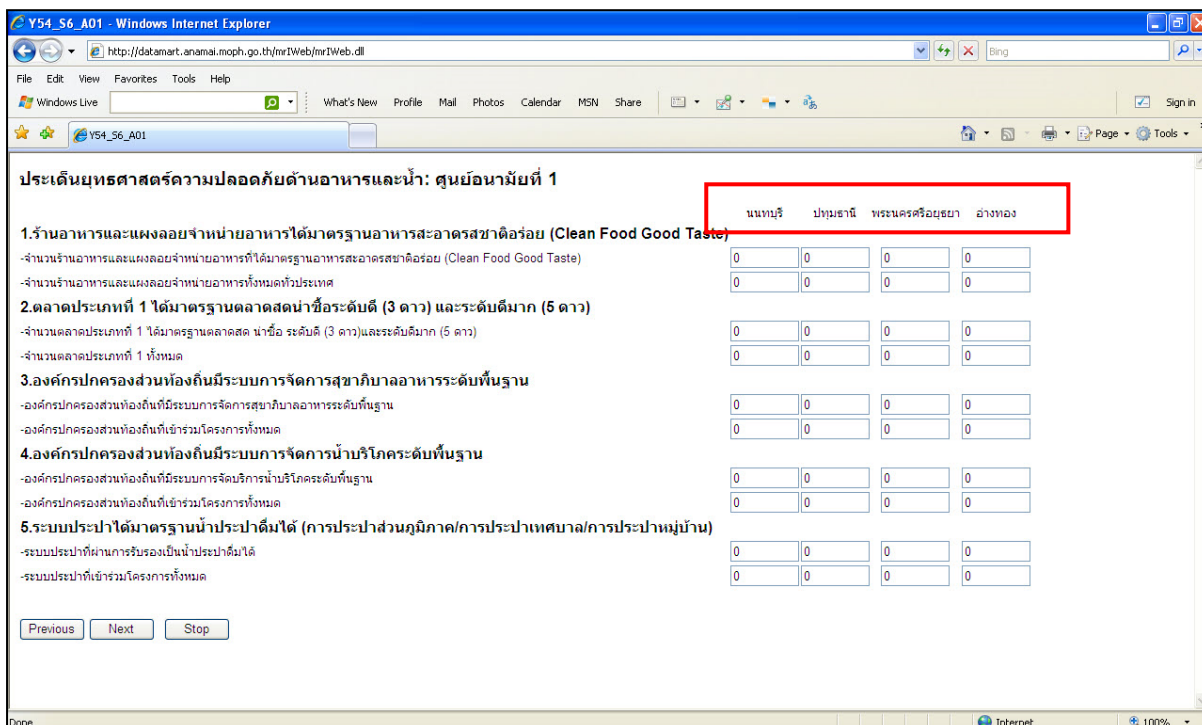 Y54_S6_A01 - Windows Internet Explorer
http://datamart.anamai.moph.go.th/mrIWeb/mrIWeb.dll
Bing
File Edit View Favorites Tools Help
Windows Live What's New Profile Mail Photos Calendar MSN Share Sign in
Y54_S6_A01 Page Tools
ประเด็นยุทธศาสตร์ความปลอดภัยด้านอาหารและน้ำ: ศูนย์อนามัยที่ 1
นนทบุรี ปทุมธานี พระนครศรีอยุธยา อ่างทอง
1.ร้านอาหารและแผงลอยจำหน่ายอาหารได้มาตรฐานอาหารสะอาดรสชาติอร่อย (Clean Food Good Taste)
-จำนวนร้านอาหารและแผงลอยจำหน่ายอาหารที่ได้มาตรฐานอาหารสะอาดรสชาติอร่อย (Clean Food Good Taste) 0 0 0 0
-จำนวนร้านอาหารและแผงลอยจำหน่ายอาหารทั้งหมดทั่วประเทศ 0 0 0 0
2.ตลาดประเภทที่ 1 ได้มาตรฐานตลาดสดน่าซื้อระดับดี (3 ดาว) และระดับดีมาก (5 ดาว)
-จำนวนตลาดประเภทที่ 1 ได้มาตรฐานตลาดสด น่าซื้อ ระดับดี (3 ดาว)และระดับดีมาก (5 ดาว) 0 0 0 0
-จำนวนตลาดประเภทที่ 1 ทั้งหมด 0 0 0 0
3.องค์กรปกครองส่วนท้องถิ่นมีระบบการจัดการสุขาภิบาลอาหารระดับพื้นฐาน
-องค์กรปกครองส่วนท้องถิ่นที่มีระบบการจัดการสุขาภิบาลอาหารระดับพื้นฐาน 0 0 0 0
-องค์กรปกครองส่วนท้องถิ่นที่เข้าร่วมโครงการทั้งหมด 0 0 0 0
4.องค์กรปกครองส่วนท้องถิ่นมีระบบการจัดการน้ำบริโภคระดับพื้นฐาน
-องค์กรปกครองส่วนท้องถิ่นที่มีระบบการจัดบริการน้ำบริโภคระดับพื้นฐาน 0 0 0 0
-องค์กรปกครองส่วนท้องถิ่นที่เข้าร่วมโครงการทั้งหมด 0 0 0 0
5.ระบบประปาได้มาตรฐานน้ำประปาดื่มได้ (การประปาส่วนภูมิภาค/การประปาเทศบาล/การประปาหมู่บ้าน)
-ระบบประปาที่ผ่านการรับรองเป็นน้ำประปาดื่มได้ 0 0 0 0
-ระบบประปาที่เข้าร่วมโครงการทั้งหมด 0 0 0 0
Previous Next Stop
Done Internet 100%